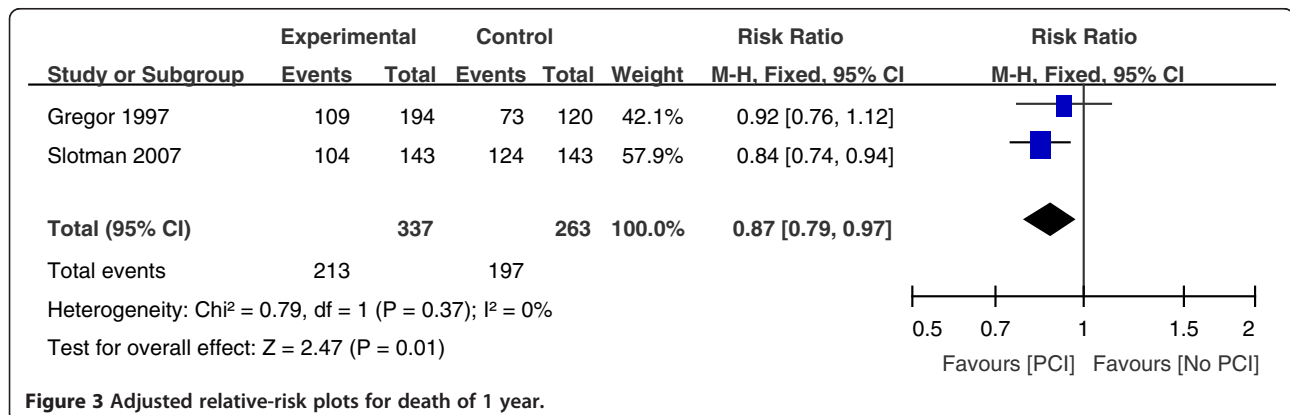 Experimental Control Risk Ratio Risk Ratio
Study or Subgroup Events Total Events Total Weight M-H, Fixed, 95% CI M-H, Fixed, 95% CI
Gregor 1997 109 194 73 120 42.1% 0.92 [0.76, 1.12]
Slotman 2007 104 143 124 143 57.9% 0.84 [0.74, 0.94]
Total (95% CI) 337 263 100.0% 0.87 [0.79, 0.97]
Total events 213 197
Heterogeneity: Chi² = 0.79, df = 1 (P = 0.37); I² = 0%
Test for overall effect: Z = 2.47 (P = 0.01)
0.5 0.7 1 1.5 2
Favours [PCI] Favours [No PCI]
Figure 3 Adjusted relative-risk plots for death of 1 year.